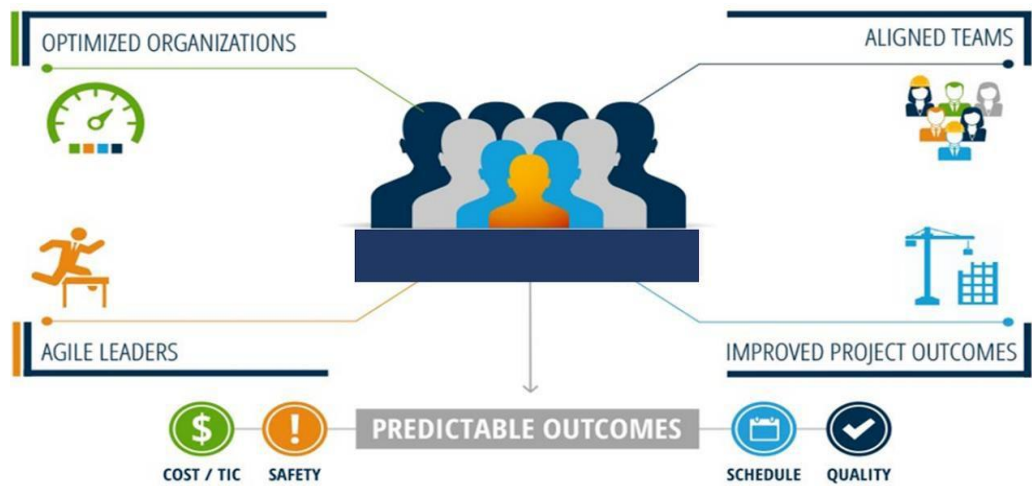 OPTIMIZED ORGANIZATIONS
ALIGNED TEAMS
AGILE LEADERS
IMPROVED PROJECT OUTCOMES
$
!
PREDICTABLE OUTCOMES
COST / TIC
SAFETY
SCHEDULE
QUALITY